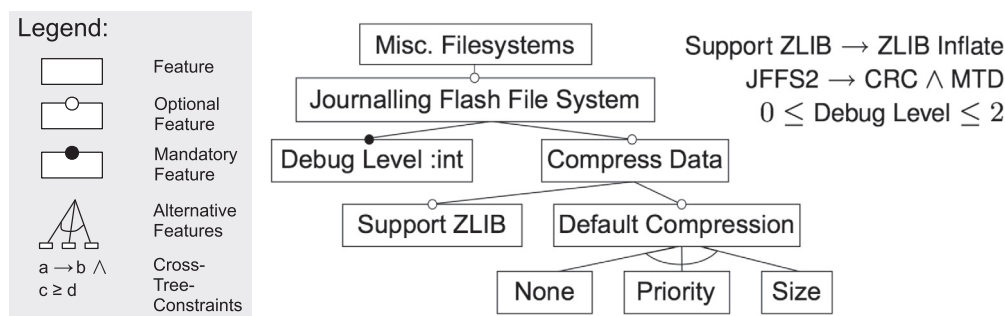 Legend:
Feature
Optional
Feature
Mandatory
Feature
Alternative
Features
a → b ∧
c ≥ d
Cross-
Tree-
Constraints
Misc. Filesystems
Journalling Flash File System
Debug Level :int
Compress Data
Support ZLIB
Default Compression
None
Priority
Size
Support ZLIB → ZLIB Inflate
JFFS2 → CRC ∧ MTD
0 ≤ Debug Level ≤ 2